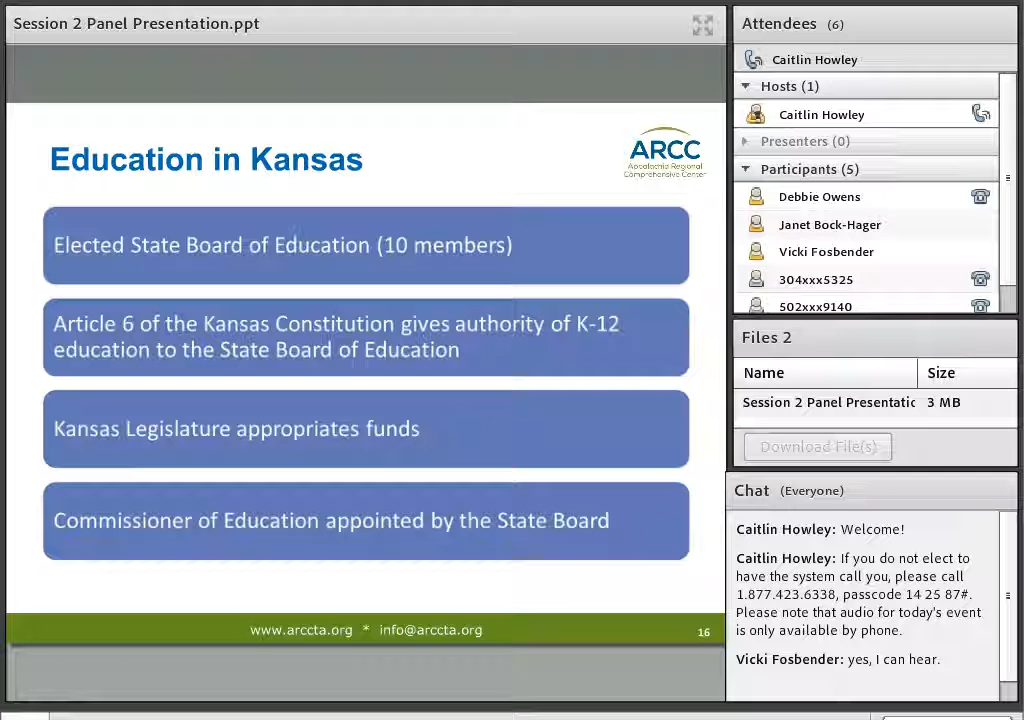 Session 2 Panel Presentation.ppt
Education in Kansas
ARCC
Appalachia Regional
Comprehensive Center
Elected State Board of Education (10 members)
Article 6 of the Kansas Constitution gives authority of K-12
education to the State Board of Education
Kansas Legislature appropriates funds
Commissioner of Education appointed by the State Board
www.arccta.org * info@arccta.org
16
Attendees (6)
Caitlin Howley
Hosts (1)
Caitlin Howley
Presenters (0)
Participants (5)
Debbie Owens
Janet Bock-Hager
Vicki Fosbender
304xxx5325
502xxx9140
Files 2
Name Size
Session 2 Panel Presentatic 3 MB
Download File(s)
Chat (Everyone)
Caitlin Howley: Welcome!
Caitlin Howley: If you do not elect to
have the system call you, please call
1.877.423.6338, passcode 14 25 87#.
Please note that audio for today's event
is only available by phone.
Vicki Fosbender: yes, I can hear.